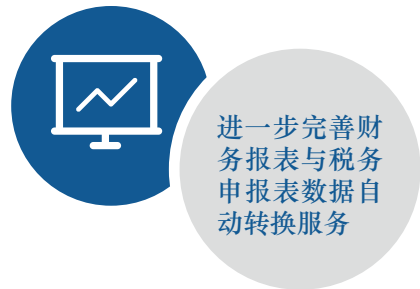 进一步完善财
务报表与税务
申报表数据自
动转换服务